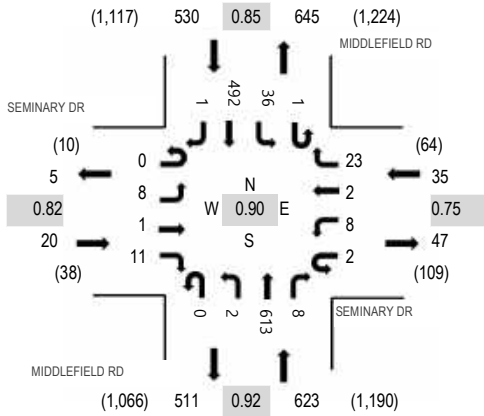 (1,117) 530 0.85 645 (1,224)
MIDDLEFIELD RD
SEMINARY DR
1 492 36 1
(10) (64)
0 23
5 35
8 2
N
0.82 W 0.90 E 0.75
1 8
20 S 47
11 2
(38) (109)
0 2 613 8
SEMINARY DR
MIDDLEFIELD RD
(1,066) 511 0.92 623 (1,190)